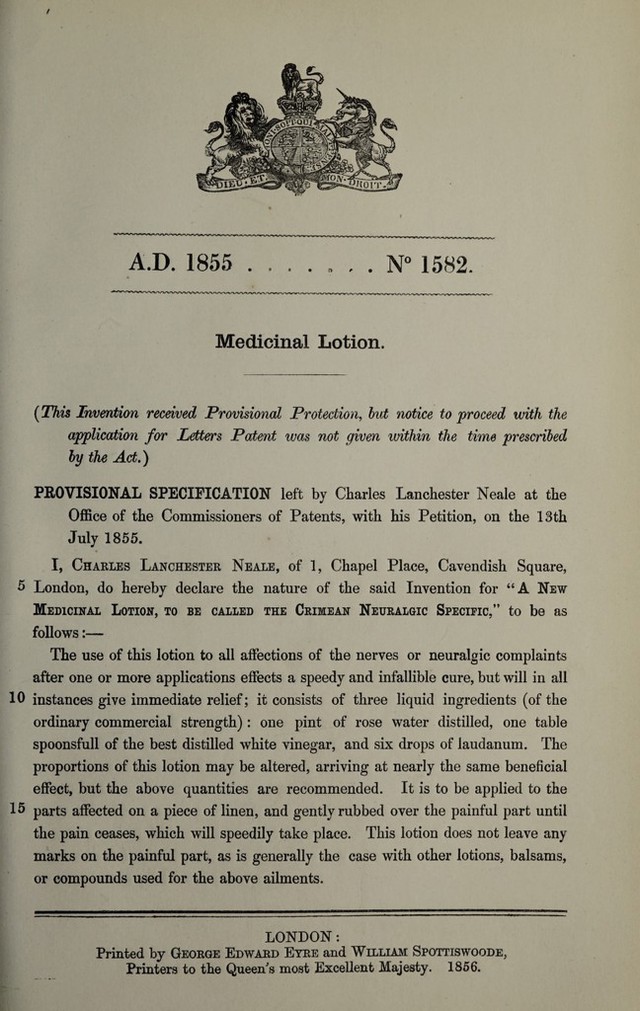 HONI·SOIT·QUI·MAL·Y·PENSE
DIEU·ET MON·DROIT.
A.D. 1855 . . . . . . . . N° 1582.
Medicinal Lotion.
(This Invention received Provisional Protection, but notice to proceed with the
application for Letters Patent was not given within the time prescribed
by the Act.)
PROVISIONAL SPECIFICATION left by Charles Lanchester Neale at the
Office of the Commissioners of Patents, with his Petition, on the 13th
July 1855.
I, CHARLES LANCHESTER NEALE, of 1, Chapel Place, Cavendish Square,
5 London, do hereby declare the nature of the said Invention for “A NEW
MEDICINAL LOTION, TO BE CALLED THE CRIMEAN NEURALGIC SPECIFIC,” to be as
follows:—
The use of this lotion to all affections of the nerves or neuralgic complaints
after one or more applications effects a speedy and infallible cure, but will in all
10 instances give immediate relief; it consists of three liquid ingredients (of the
ordinary commercial strength): one pint of rose water distilled, one table
spoonsfull of the best distilled white vinegar, and six drops of laudanum. The
proportions of this lotion may be altered, arriving at nearly the same beneficial
effect, but the above quantities are recommended. It is to be applied to the
15 parts affected on a piece of linen, and gently rubbed over the painful part until
the pain ceases, which will speedily take place. This lotion does not leave any
marks on the painful part, as is generally the case with other lotions, balsams,
or compounds used for the above ailments.
LONDON:
Printed by GEORGE EDWARD EYRE and WILLIAM SPOTTISWOODE,
Printers to the Queen's most Excellent Majesty. 1856.